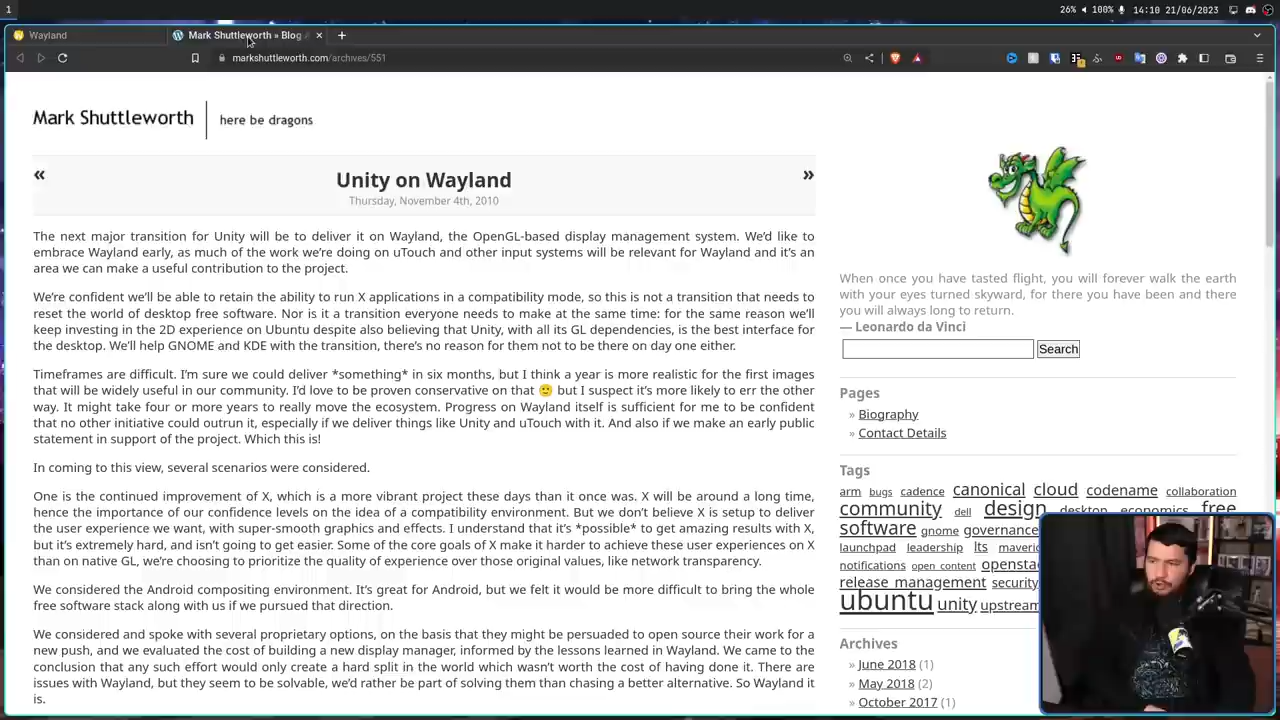 1
26% 100% 14:10 21/06/2023
Wayland
Mark Shuttleworth » Blog
markshuttleworth.com/archives/551
Mark Shuttleworth
here be dragons
«
»
Unity on Wayland
Thursday, November 4th, 2010
The next major transition for Unity will be to deliver it on Wayland, the OpenGL-based display management system. We'd like to
embrace Wayland early, as much of the work we're doing on uTouch and other input systems will be relevant for Wayland and it's an
area we can make a useful contribution to the project.
We're confident we'll be able to retain the ability to run X applications in a compatibility mode, so this is not a transition that needs to
reset the world of desktop free software. Nor is it a transition everyone needs to make at the same time: for the same reason we'll
keep investing in the 2D experience on Ubuntu despite also believing that Unity, with all its GL dependencies, is the best interface for
the desktop. We'll help GNOME and KDE with the transition, there's no reason for them not to be there on day one either.
Timeframes are difficult. I'm sure we could deliver *something* in six months, but I think a year is more realistic for the first images
that will be widely useful in our community. I'd love to be proven conservative on that 🙂 but I suspect it's more likely to err the other
way. It might take four or more years to really move the ecosystem. Progress on Wayland itself is sufficient for me to be confident
that no other initiative could outrun it, especially if we deliver things like Unity and uTouch with it. And also if we make an early public
statement in support of the project. Which this is!
In coming to this view, several scenarios were considered.
One is the continued improvement of X, which is a more vibrant project these days than it once was. X will be around a long time,
hence the importance of our confidence levels on the idea of a compatibility environment. But we don't believe X is setup to deliver
the user experience we want, with super-smooth graphics and effects. I understand that it's *possible* to get amazing results with X,
but it's extremely hard, and isn't going to get easier. Some of the core goals of X make it harder to achieve these user experiences on X
than on native GL, we're choosing to prioritize the quality of experience over those original values, like network transparency.
We considered the Android compositing environment. It's great for Android, but we felt it would be more difficult to bring the whole
free software stack along with us if we pursued that direction.
We considered and spoke with several proprietary options, on the basis that they might be persuaded to open source their work for a
new push, and we evaluated the cost of building a new display manager, informed by the lessons learned in Wayland. We came to the
conclusion that any such effort would only create a hard split in the world which wasn't worth the cost of having done it. There are
issues with Wayland, but they seem to be solvable, we'd rather be part of solving them than chasing a better alternative. So Wayland it
is.
When once you have tasted flight, you will forever walk the earth
with your eyes turned skyward, for there you have been and there
you will always long to return.
— Leonardo da Vinci
Search
Pages
» Biography
» Contact Details
Tags
arm bugs cadence canonical cloud codename collaboration
community dell design desktop economics free
software gnome governance
launchpad leadership lts
notifications open content
release management security
ubuntu unity upstream
Archives
» June 2018 (1)
» May 2018 (2)
» October 2017 (1)